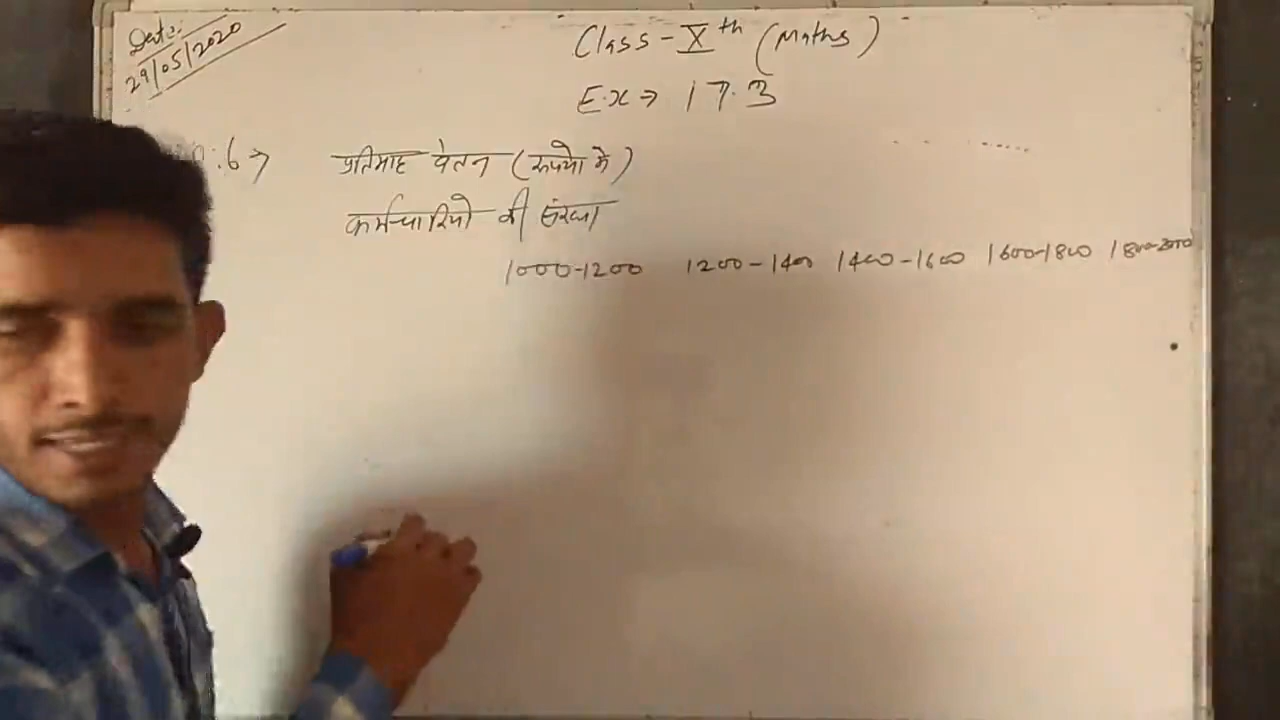 Date:
29/05/2020
Class - Xth (Maths)
Ex → 17.3
:6 → प्रतिमाह वेतन (रूपयो मे)
कर्मचारियो की संख्या
1000-1200 1200-1400 1400-1600 1600-1800 1800-2000